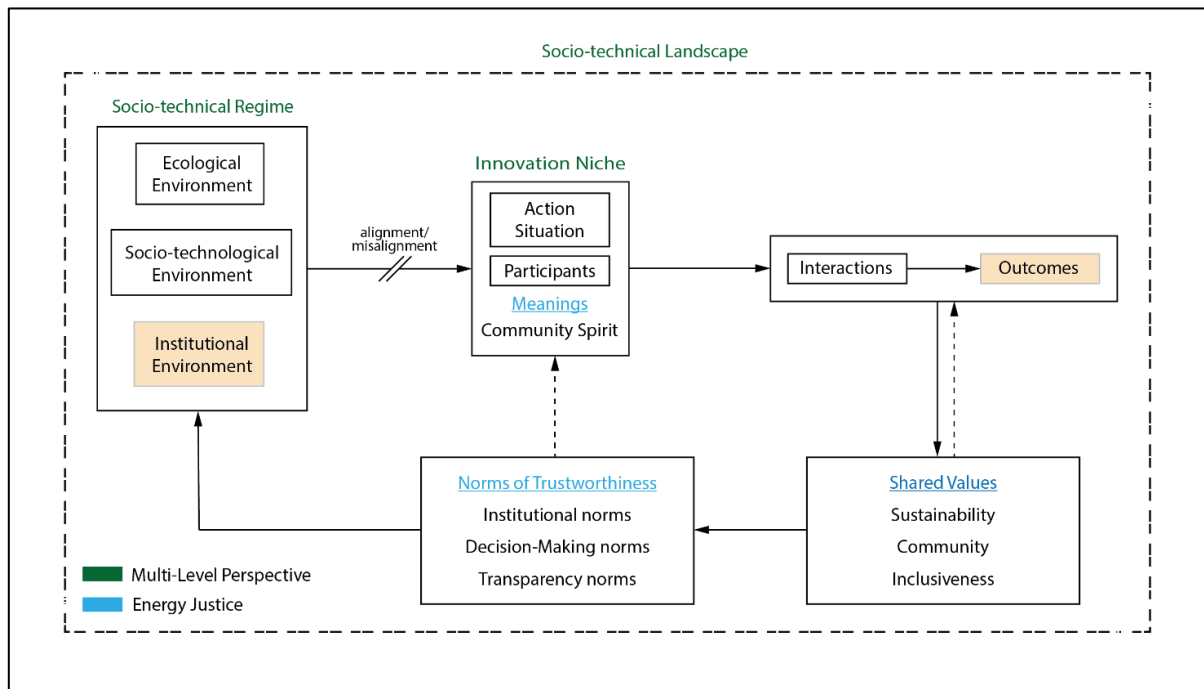 Socio-technical Landscape
Socio-technical Regime
Ecological
Environment
Socio-technological
Environment
Institutional
Environment
alignment/
misalignment
Innovation Niche
Action
Situation
Participants
Meanings
Community Spirit
Interactions
Outcomes
Norms of Trustworthiness
Institutional norms
Decision-Making norms
Transparency norms
Shared Values
Sustainability
Community
Inclusiveness
Multi-Level Perspective
Energy Justice